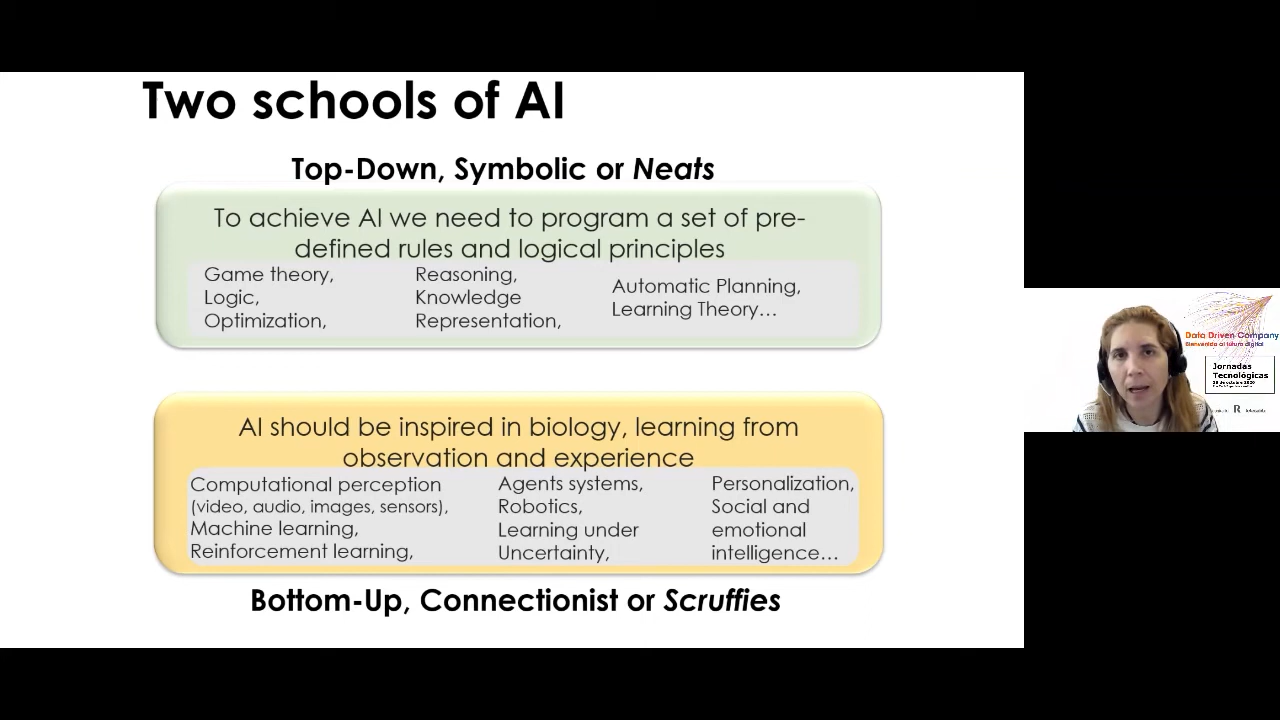 Two schools of AI
Top-Down, Symbolic or Neats
To achieve AI we need to program a set of pre-
defined rules and logical principles
Game theory,
Logic,
Optimization,
Reasoning,
Knowledge
Representation,
Automatic Planning,
Learning Theory...
AI should be inspired in biology, learning from
observation and experience
Computational perception
(video, audio, images, sensors),
Machine learning,
Reinforcement learning,
Agents systems,
Robotics,
Learning under
Uncertainty,
Personalization,
Social and
emotional
intelligence...
Bottom-Up, Connectionist or Scruffies
Data Driven Company
Bienvenido al futuro digital
Jornadas
Tecnológicas
R